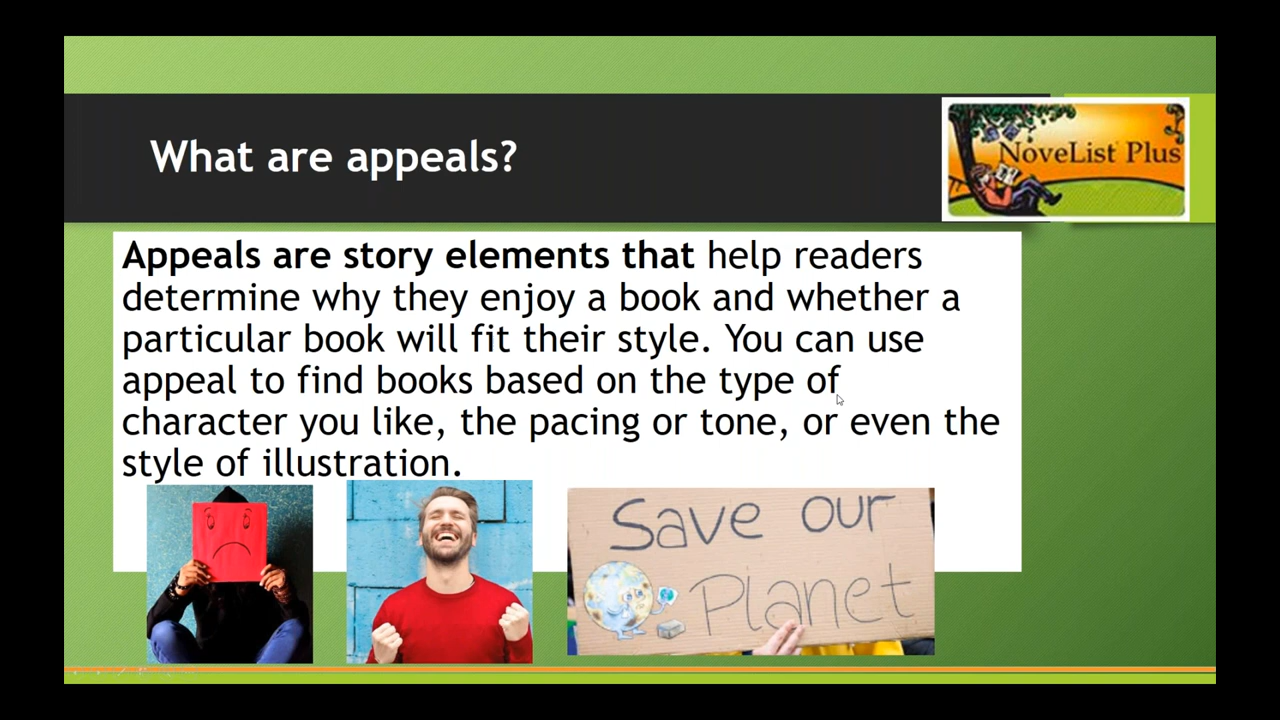 What are appeals?
NoveList Plus
Appeals are story elements that help readers
determine why they enjoy a book and whether a
particular book will fit their style. You can use
appeal to find books based on the type of
character you like, the pacing or tone, or even the
style of illustration.
Save our
Planet